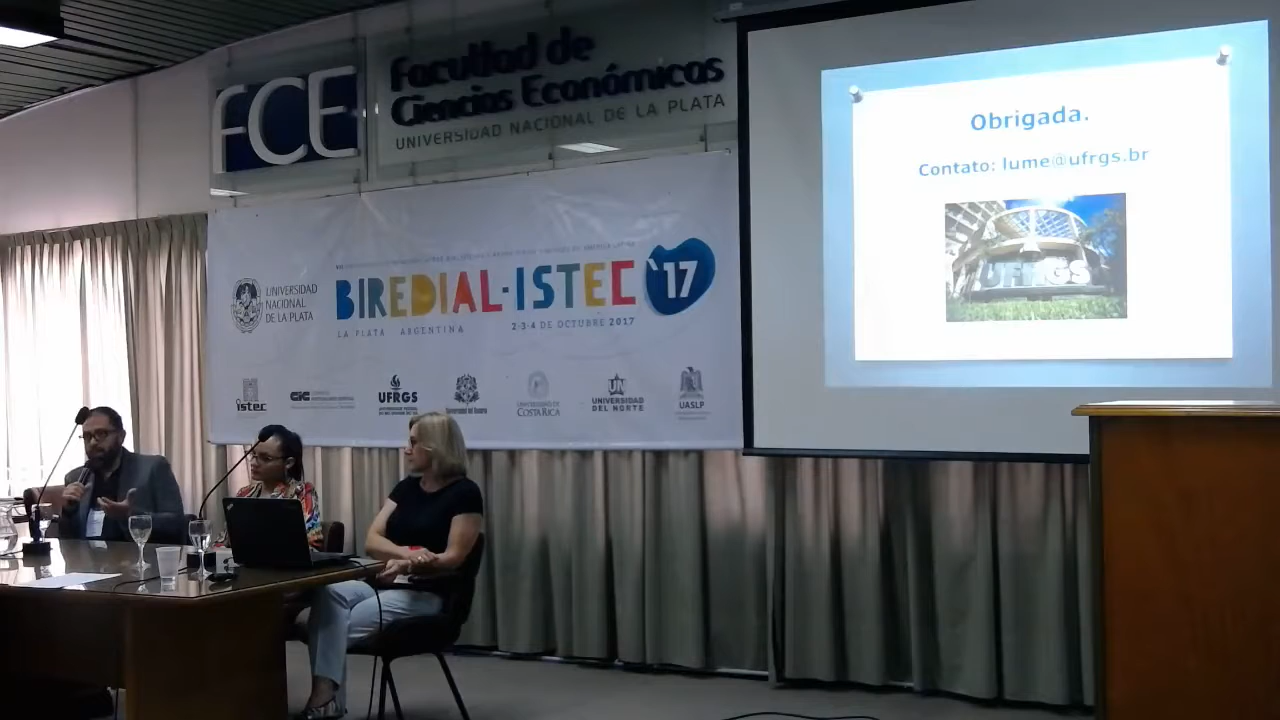 FCE
Facultad de
Ciencias Económicas
UNIVERSIDAD NACIONAL DE LA PLATA
Obrigada.
Contato: lume@ufrgs.br
UFRGS
BIREDIAL-ISTEC '17
LA PLATA ARGENTINA
2·3·4 DE OCTUBRE 2017
UNIVERSIDAD
NACIONAL
DE LA PLATA
istec
CIC
UFRGS
UNIVERSIDAD DE
COSTA RICA
UN
UNIVERSIDAD
DEL NORTE
UASLP